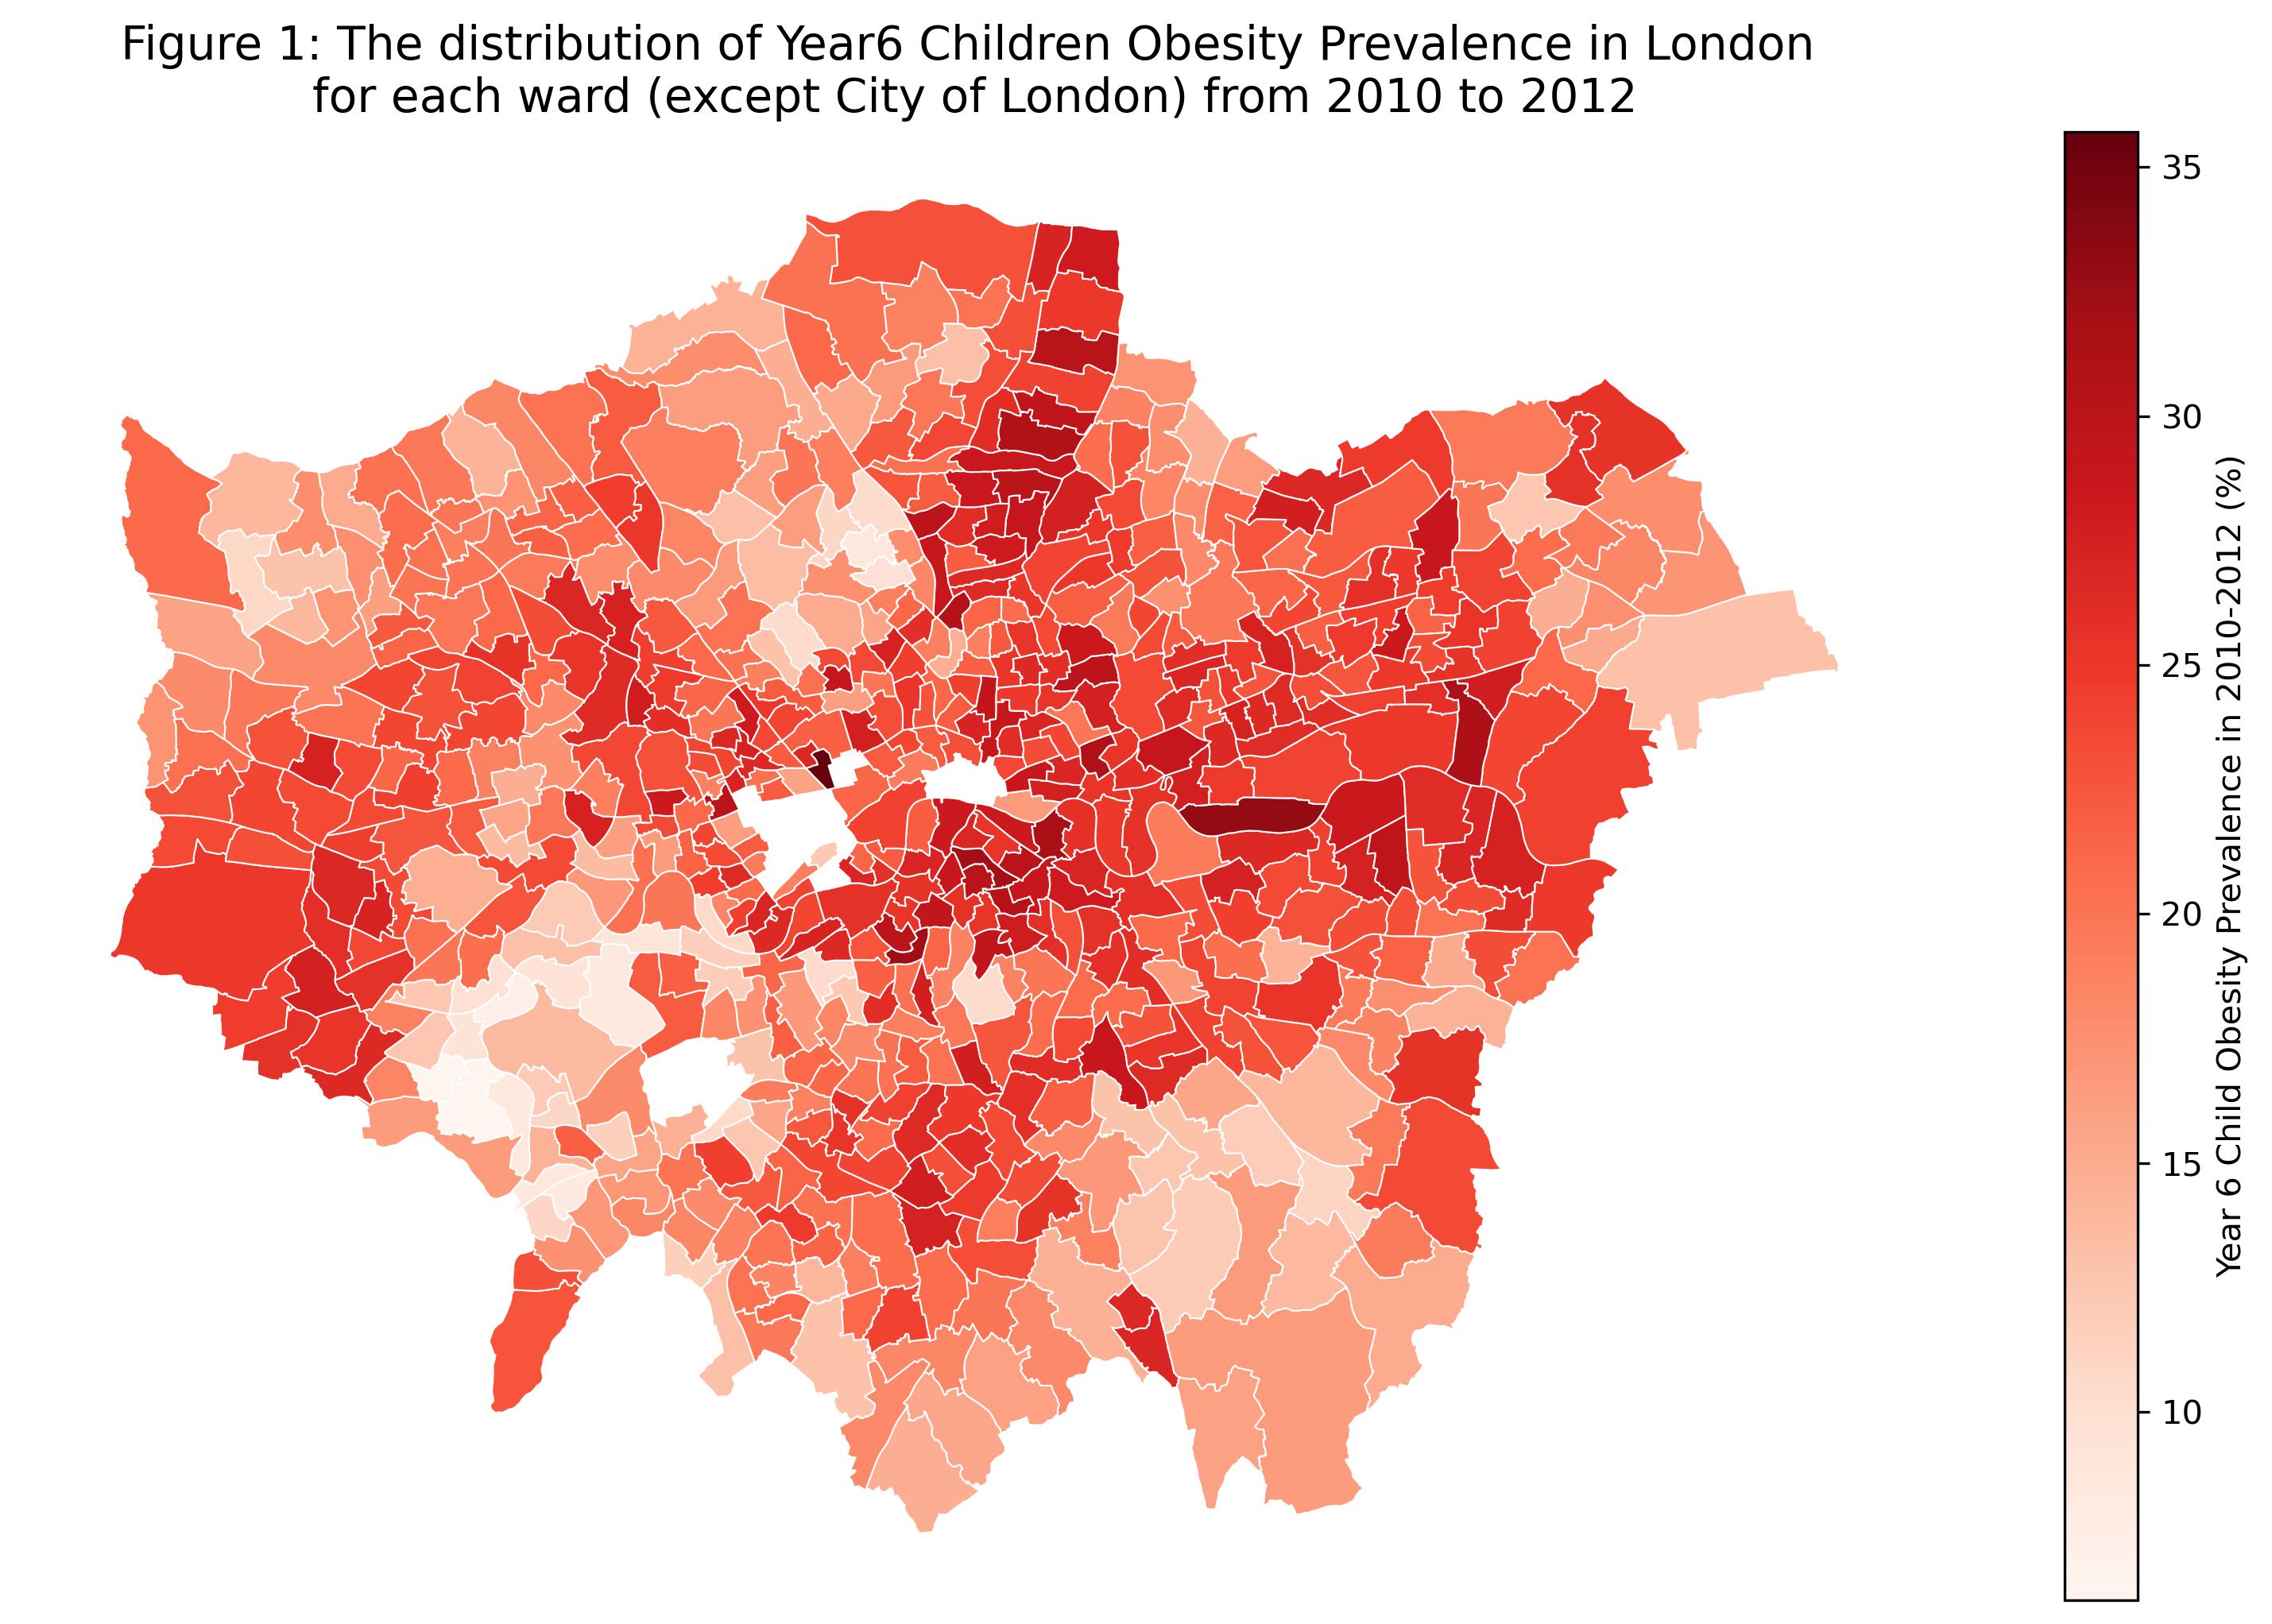 Figure 1: The distribution of Year6 Children Obesity Prevalence in London
for each ward (except City of London) from 2010 to 2012
35
30
25
20
15
10
Year 6 Child Obesity Prevalence in 2010-2012 (%)